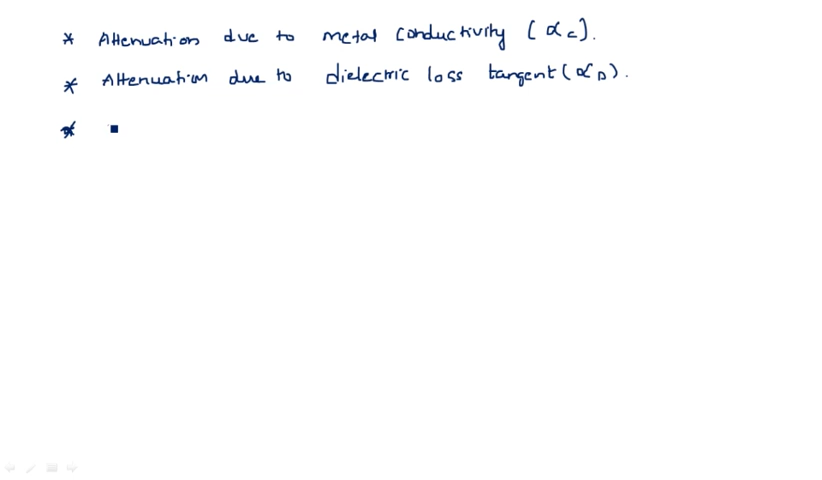 * Attenuation due to metal conductivity (αc).
* Attenuation due to dielectric loss tangent (αD).
*